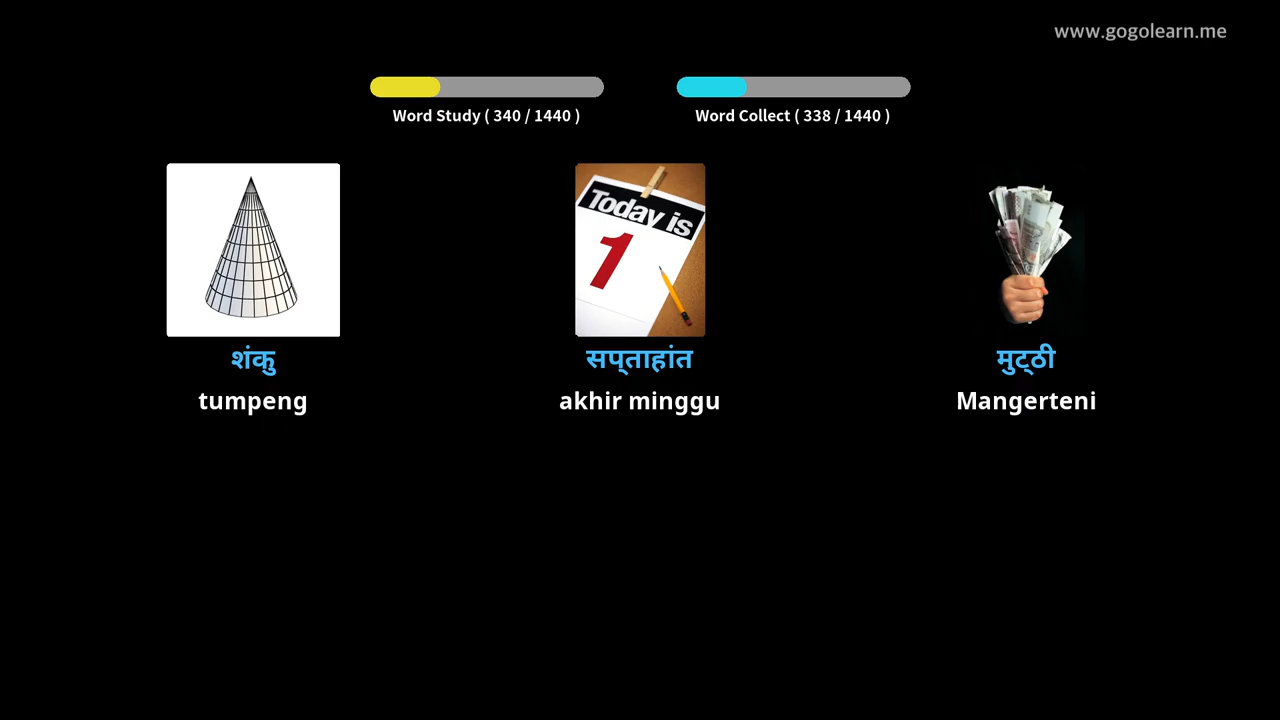 www.gogolearn.me
Word Study ( 340 / 1440 )
Word Collect ( 338 / 1440 )
Today is
1
शंकु
सप्ताहांत
मुट्ठी
tumpeng
akhir minggu
Mangerteni